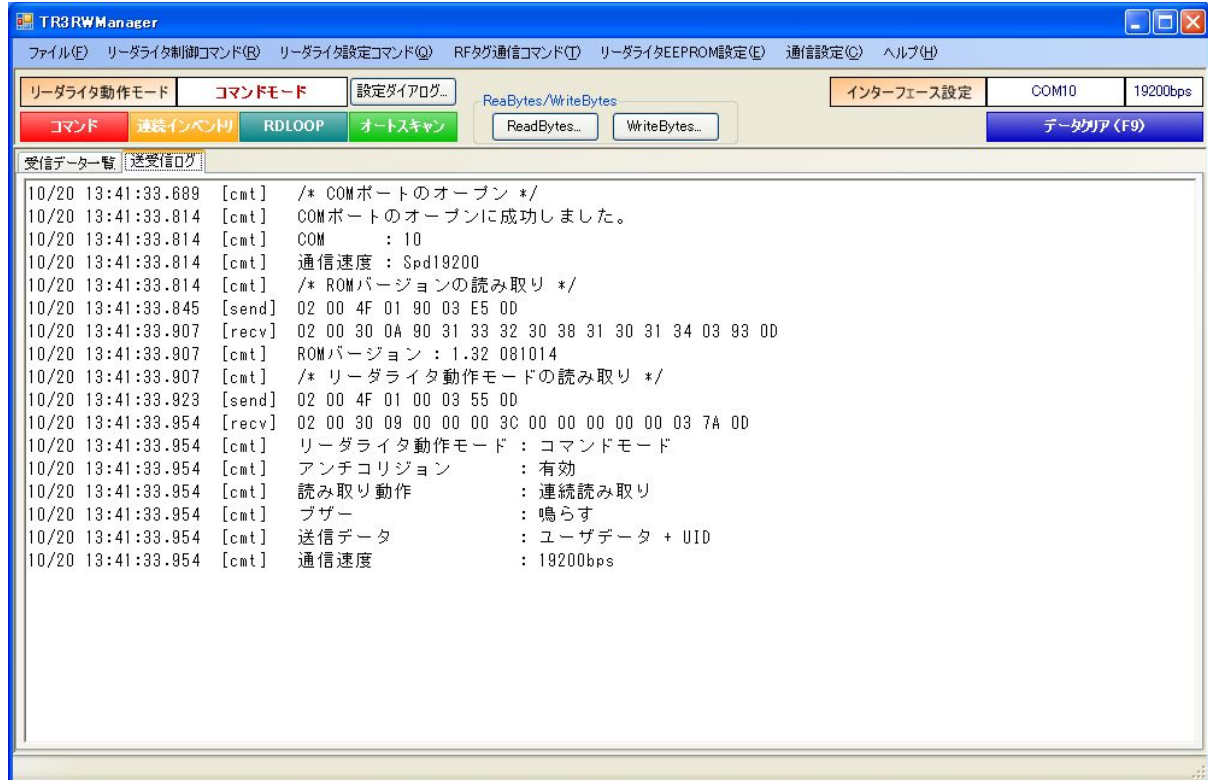 TR3RWManager
ファイル(F) リーダライタ制御コマンド(R) リーダライタ設定コマンド(Q) RFタグ通信コマンド(T) リーダライタEEPROM設定(E) 通信設定(C) ヘルプ(H)
リーダライタ動作モード コマンドモード 設定ダイアログ... ReaBytes/WriteBytes インターフェース設定 COM10 19200bps
コマンド 連続インベントリ RDLOOP オートスキャン ReadBytes... WriteBytes... データクリア (F9)
受信データ一覧 送受信ログ
10/20 13:41:33.689 [cmt] /* COMポートのオープン */
10/20 13:41:33.814 [cmt] COMポートのオープンに成功しました。
10/20 13:41:33.814 [cmt] COM : 10
10/20 13:41:33.814 [cmt] 通信速度 : Spd19200
10/20 13:41:33.814 [cmt] /* ROMバージョンの読み取り */
10/20 13:41:33.845 [send] 02 00 4F 01 90 03 E5 0D
10/20 13:41:33.907 [recv] 02 00 30 0A 90 31 33 32 30 38 31 30 31 34 03 93 0D
10/20 13:41:33.907 [cmt] ROMバージョン : 1.32 081014
10/20 13:41:33.907 [cmt] /* リーダライタ動作モードの読み取り */
10/20 13:41:33.923 [send] 02 00 4F 01 00 03 55 0D
10/20 13:41:33.954 [recv] 02 00 30 09 00 00 00 3C 00 00 00 00 00 03 7A 0D
10/20 13:41:33.954 [cmt] リーダライタ動作モード : コマンドモード
10/20 13:41:33.954 [cmt] アンチコリジョン : 有効
10/20 13:41:33.954 [cmt] 読み取り動作 : 連続読み取り
10/20 13:41:33.954 [cmt] ブザー : 鳴らす
10/20 13:41:33.954 [cmt] 送信データ : ユーザデータ + UID
10/20 13:41:33.954 [cmt] 通信速度 : 19200bps